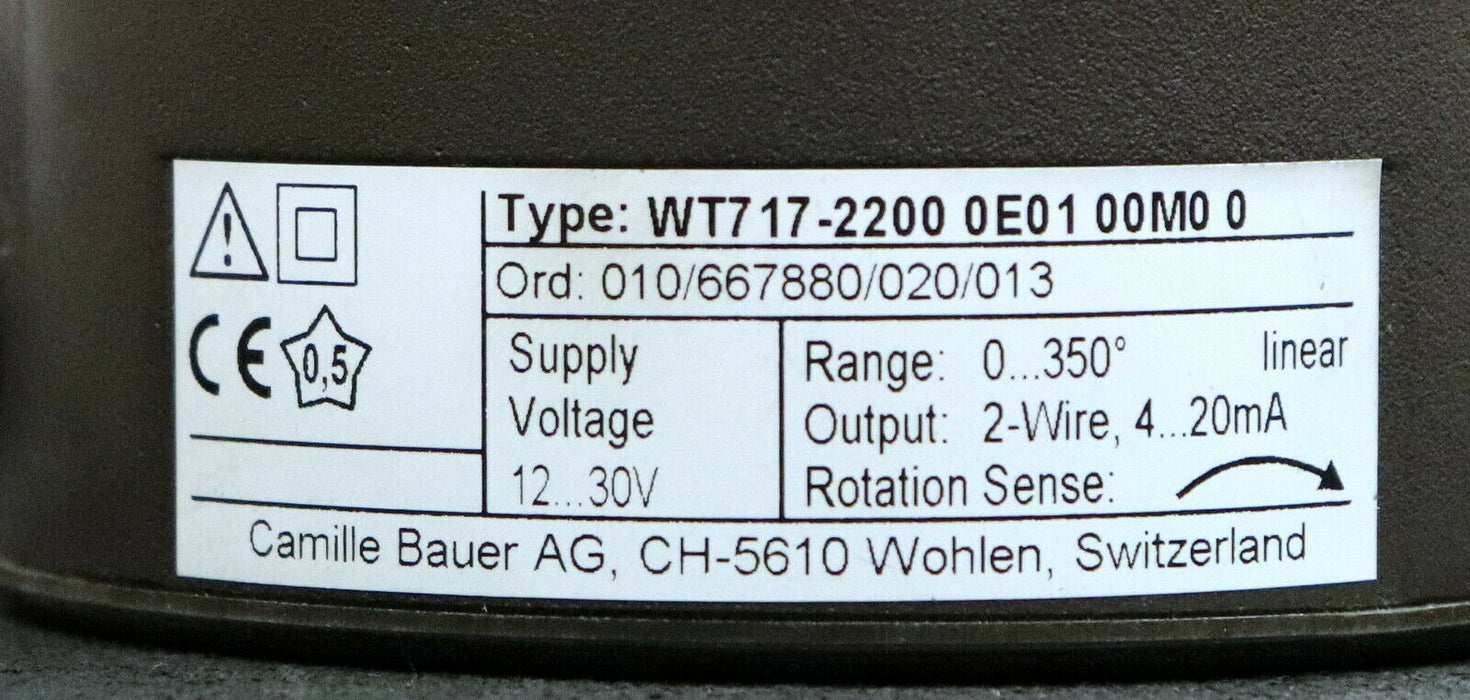 Type: WT717-2200 0E01 00M0 0
Ord: 010/667880/020/013
CE 0,5
Supply
Voltage
12...30V
Range: 0...350° linear
Output: 2-Wire, 4...20mA
Rotation Sense:
Camille Bauer AG, CH-5610 Wohlen, Switzerland